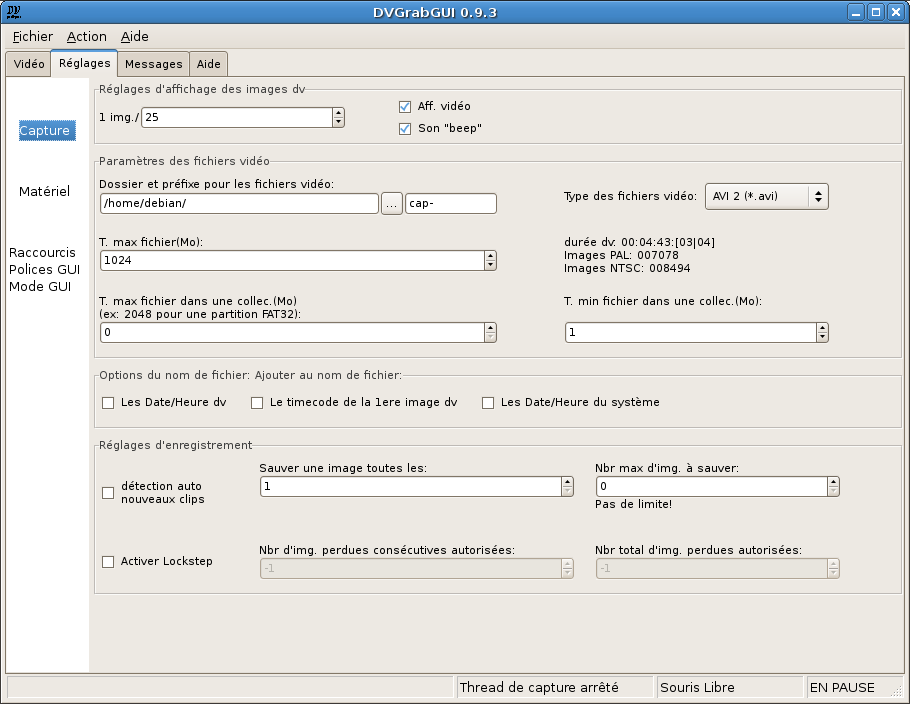 DVGrabGUI 0.9.3
Fichier Action Aide
Vidéo Réglages Messages Aide
Capture
Matériel
Raccourcis
Polices GUI
Mode GUI
Réglages d'affichage des images dv
1 img./ 25
Aff. vidéo
Son "beep"
Paramètres des fichiers vidéo
Dossier et préfixe pour les fichiers vidéo:
/home/debian/ ... cap-
Type des fichiers vidéo: AVI 2 (*.avi)
T. max fichier(Mo):
1024
durée dv: 00:04:43:[03|04]
Images PAL: 007078
Images NTSC: 008494
T. max fichier dans une collec.(Mo)
(ex: 2048 pour une partition FAT32):
0
T. min fichier dans une collec.(Mo):
1
Options du nom de fichier: Ajouter au nom de fichier:
Les Date/Heure dv Le timecode de la 1ere image dv Les Date/Heure du système
Réglages d'enregistrement
détection auto
nouveaux clips
Sauver une image toutes les:
1
Nbr max d'img. à sauver:
0
Pas de limite!
Activer Lockstep
Nbr d'img. perdues consécutives autorisées:
-1
Nbr total d'img. perdues autorisées:
-1
Thread de capture arrêté Souris Libre EN PAUSE